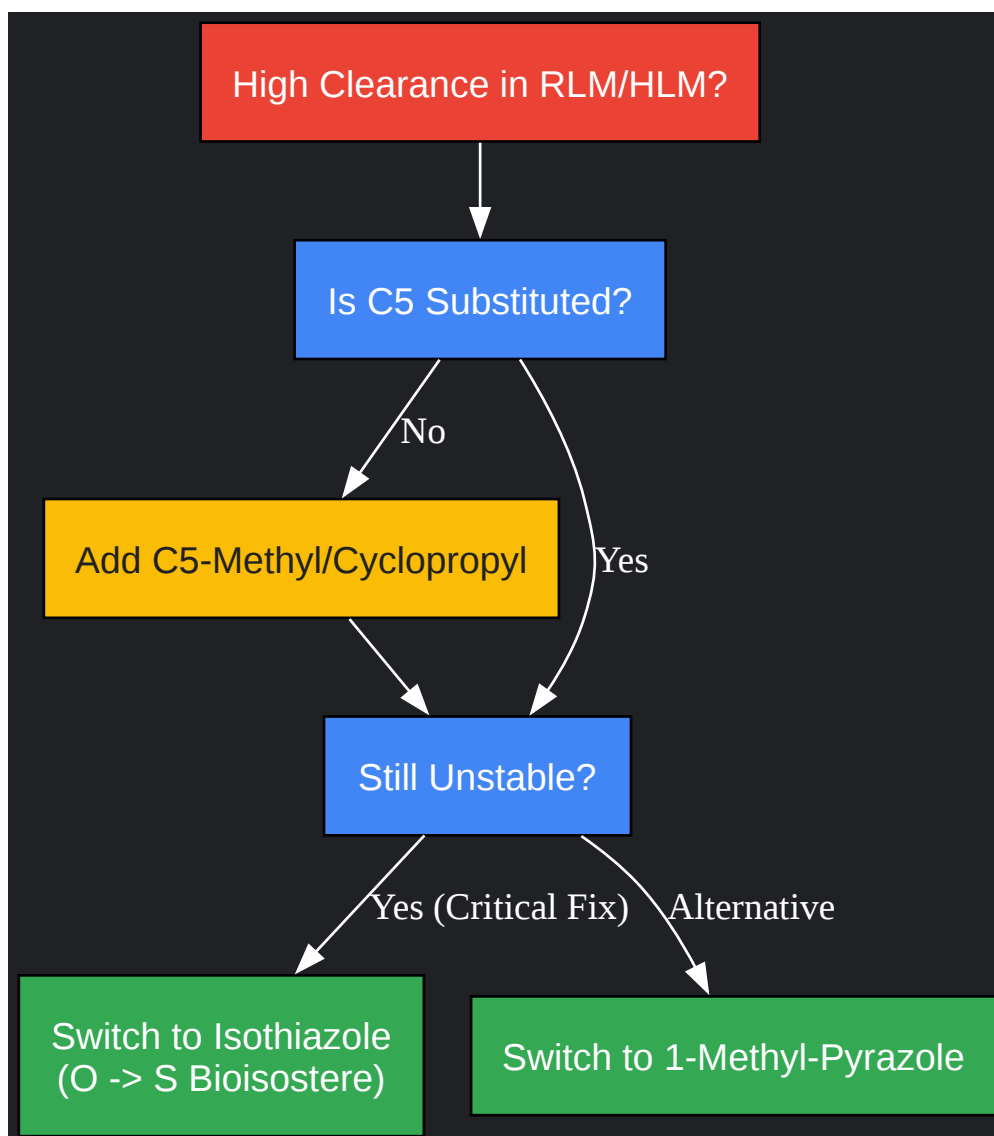 High Clearance in RLM/HLM?
Is C5 Substituted?
No
Add C5-Methyl/Cyclopropyl
Yes
Still Unstable?
Yes (Critical Fix)
Alternative
Switch to Isothiazole
(O -> S Bioisostere)
Switch to 1-Methyl-Pyrazole